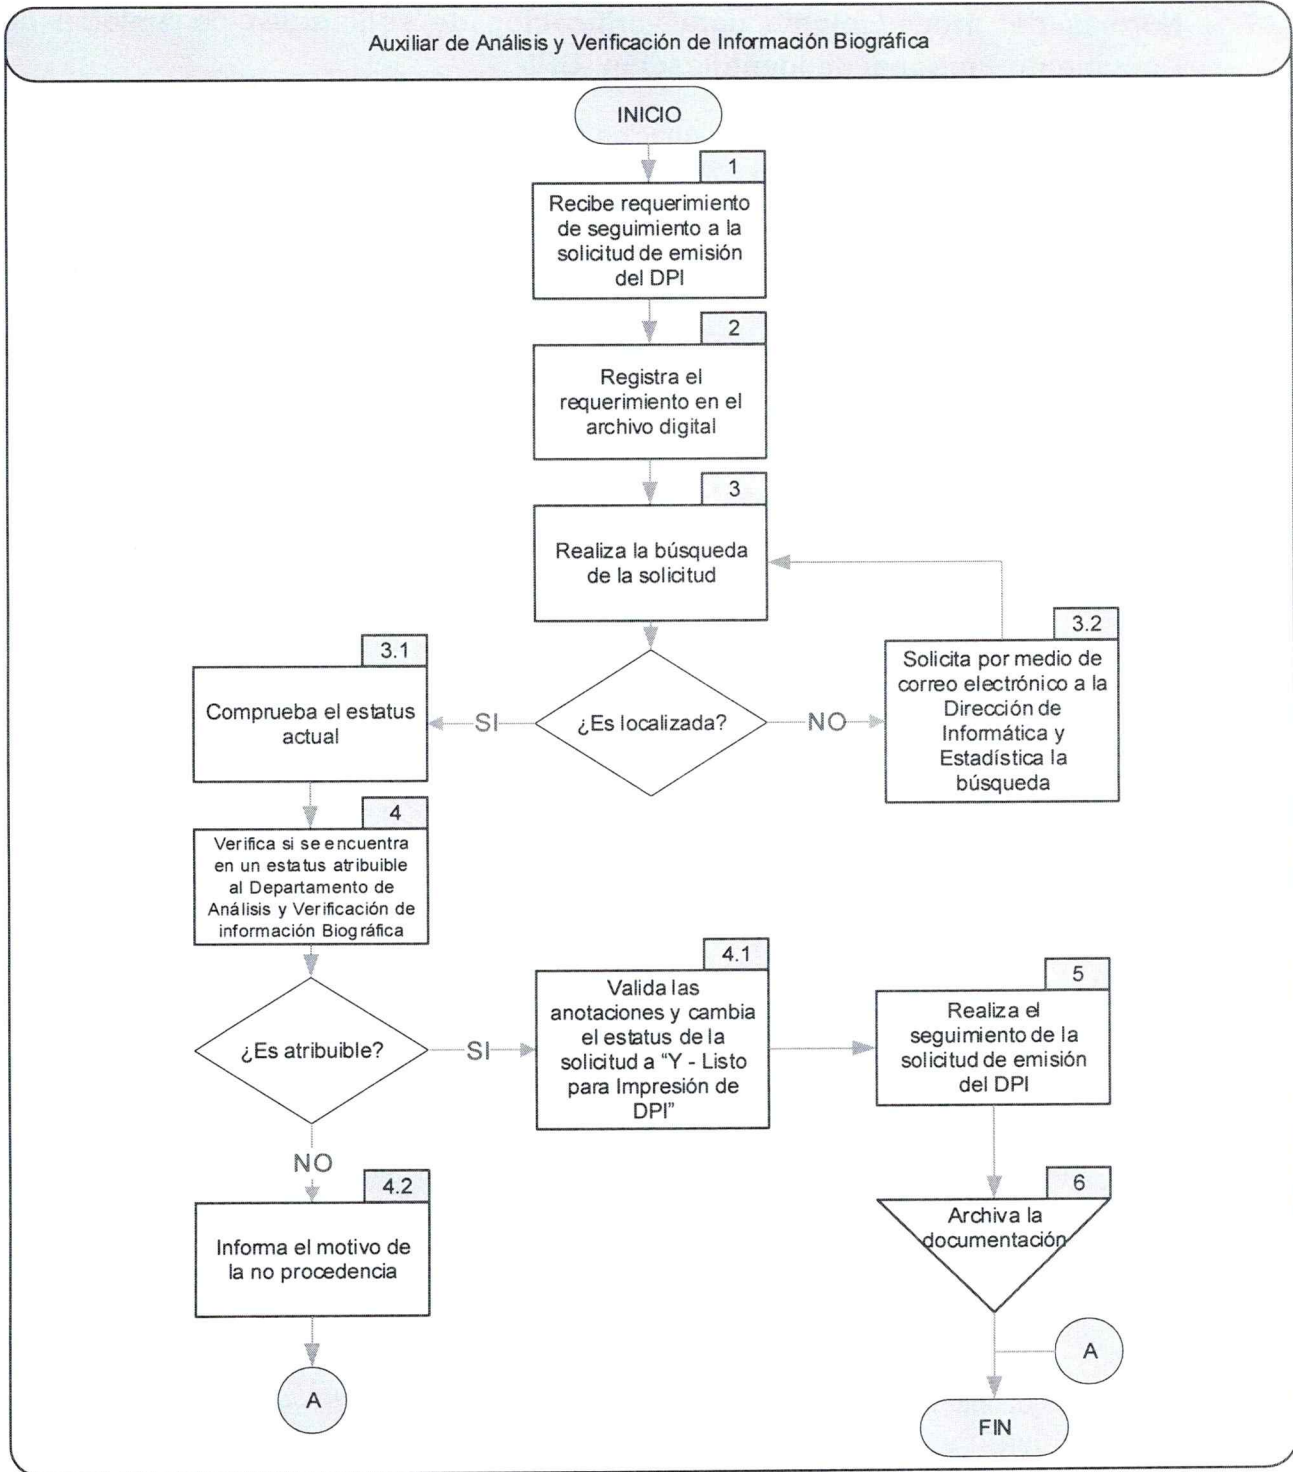 Auxiliar de Análisis y Verificación de Información Biográfica
INICIO
1
Recibe requerimiento
de seguimiento a la
solicitud de emisión
del DPI
2
Registra el
requerimiento en el
archivo digital
3
Realiza la búsqueda
de la solicitud
¿Es localizada?
SI
NO
3.1
Comprueba el estatus
actual
3.2
Solicita por medio de
correo electrónico a la
Dirección de
Informática y
Estadística la
búsqueda
4
Verifica si se encuentra
en un estatus atribuible
al Departamento de
Análisis y Verificación de
información Biográfica
¿Es atribuible?
SI
NO
4.1
Valida las
anotaciones y cambia
el estatus de la
solicitud a “Y - Listo
para Impresión de
DPI”
5
Realiza el
seguimiento de la
solicitud de emisión
del DPI
4.2
Informa el motivo de
la no procedencia
A
6
Archiva la
documentación
A
FIN